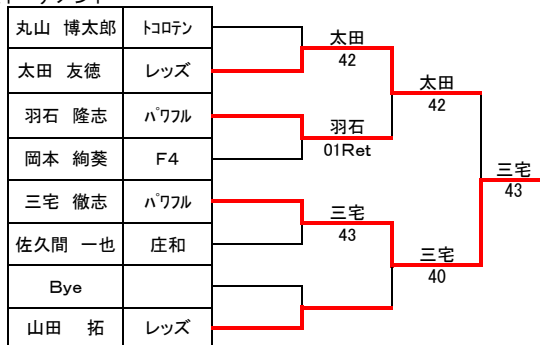 丸山 博太郎 トコロテン
太田 友徳 レッズ
羽石 隆志 パワフル
岡本 絢葵 F4
三宅 徹志 パワフル
佐久間 一也 庄和
Bye
山田 拓 レッズ
太田
42
羽石
01Ret
三宅
43
太田
42
三宅
40
三宅
43